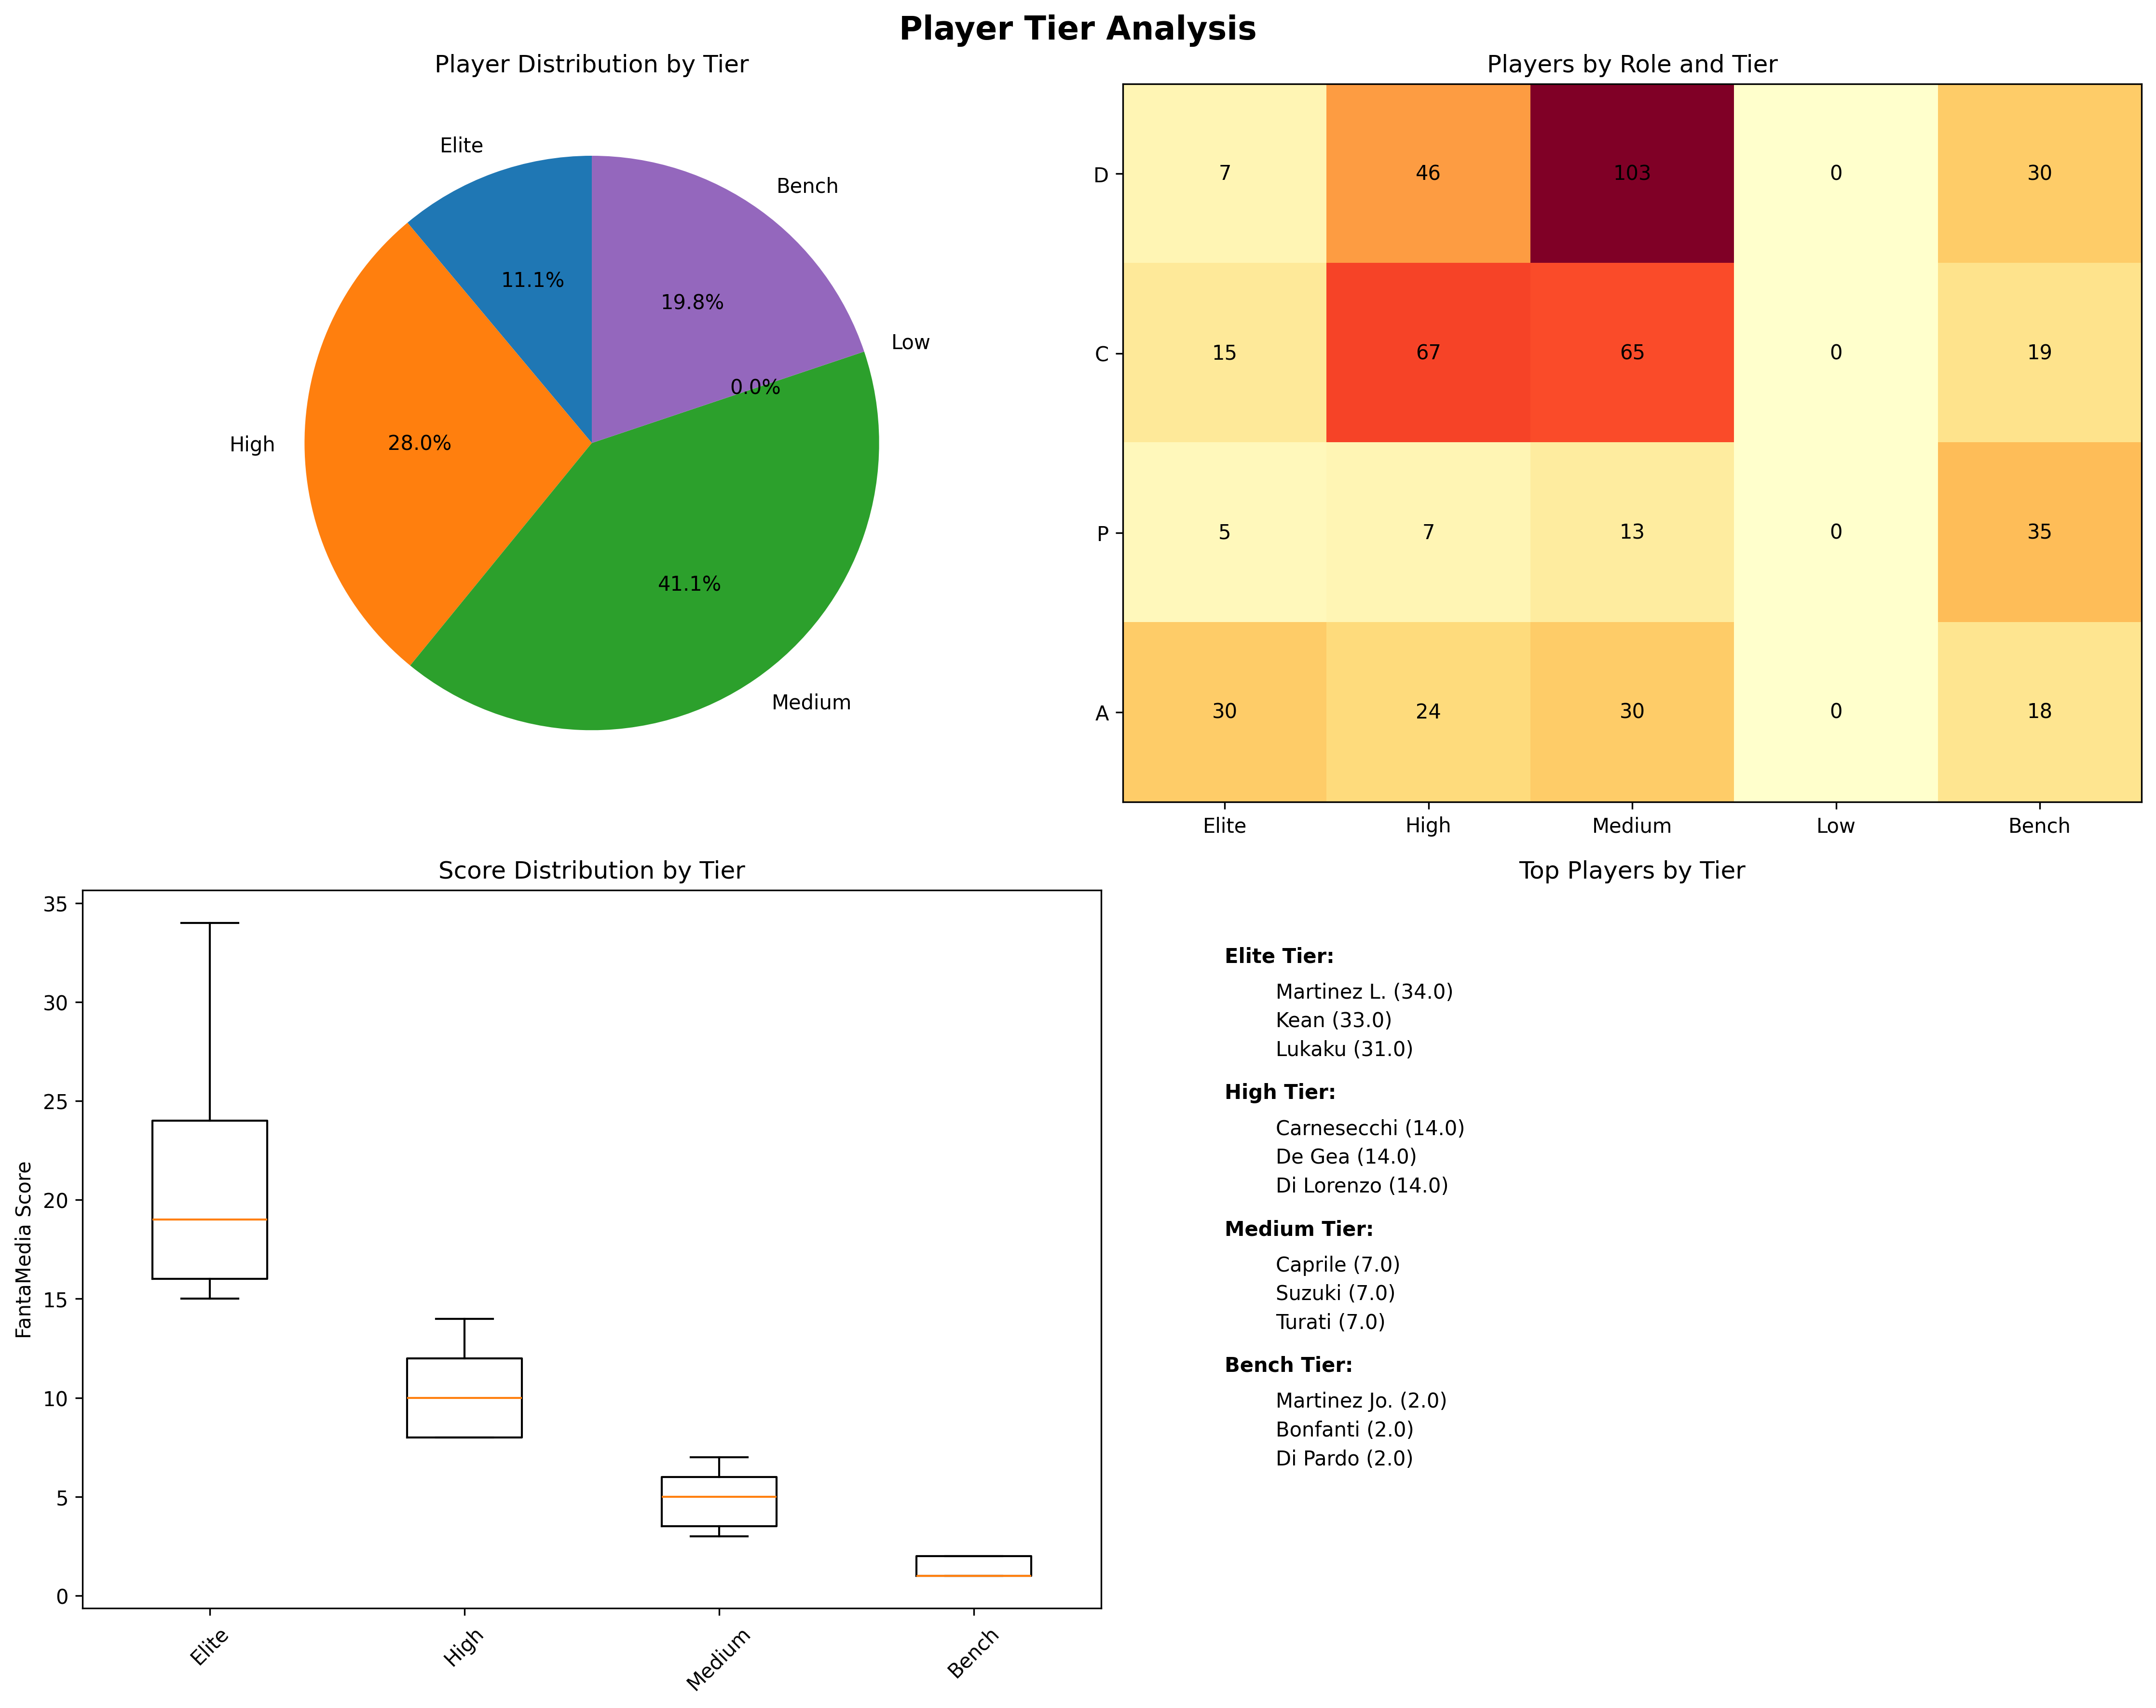 Player Tier Analysis
Player Distribution by Tier
Elite
Bench
11.1%
19.8%
Low
0.0%
High
28.0%
41.1%
Medium
Players by Role and Tier
D 7 46 103 0 30
C 15 67 65 0 19
P 5 7 13 0 35
A 30 24 30 0 18
Elite High Medium Low Bench
Score Distribution by Tier
FantaMedia Score
35
30
25
20
15
10
5
0
Elite High Medium Bench
Top Players by Tier
Elite Tier:
Martinez L. (34.0)
Kean (33.0)
Lukaku (31.0)
High Tier:
Carnesecchi (14.0)
De Gea (14.0)
Di Lorenzo (14.0)
Medium Tier:
Caprile (7.0)
Suzuki (7.0)
Turati (7.0)
Bench Tier:
Martinez Jo. (2.0)
Bonfanti (2.0)
Di Pardo (2.0)